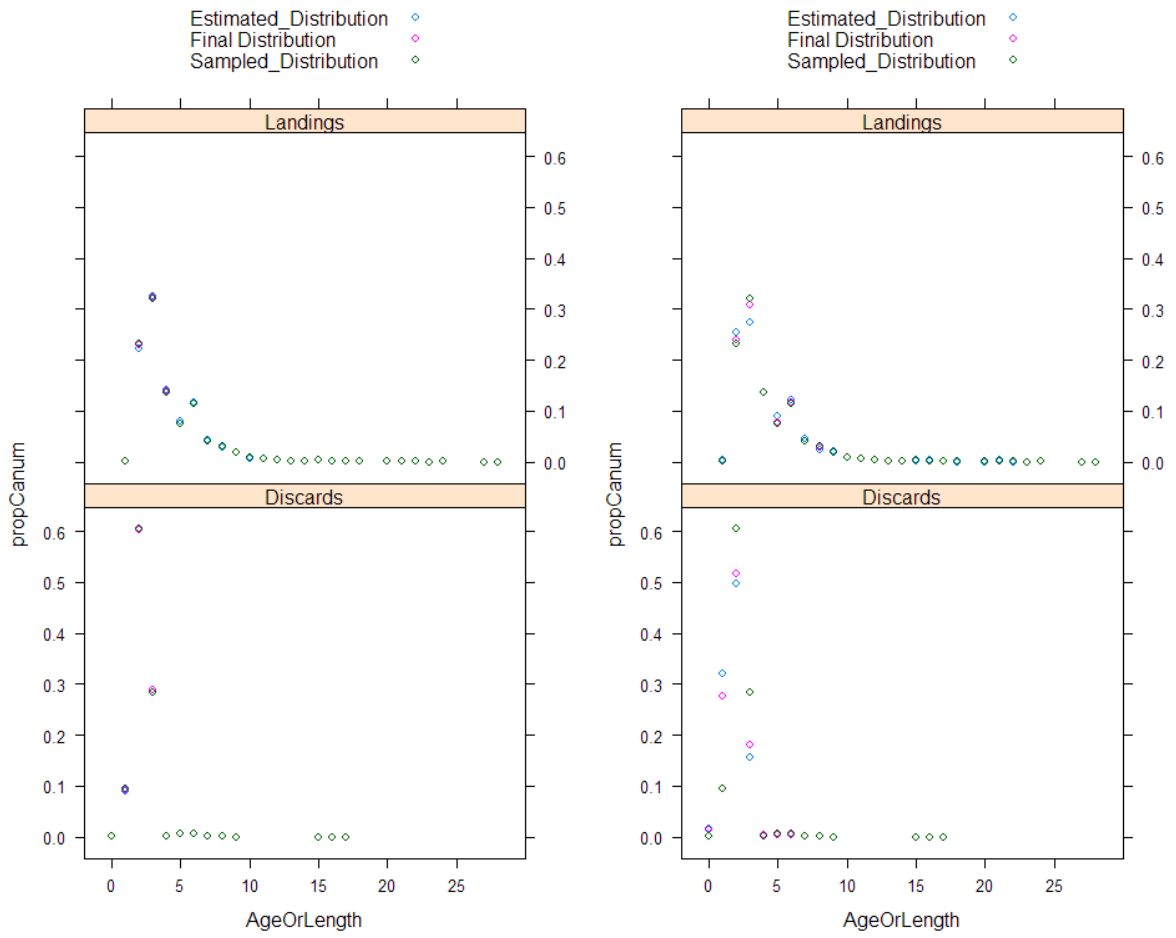 Estimated_Distribution
Final Distribution
Sampled_Distribution
Landings
0.6
0.5
0.4
0.3
0.2
0.1
0.0
propCanum
Discards
0.6
0.5
0.4
0.3
0.2
0.1
0.0
0 5 10 15 20 25
AgeOrLength
Estimated_Distribution
Final Distribution
Sampled_Distribution
Landings
0.6
0.5
0.4
0.3
0.2
0.1
0.0
propCanum
Discards
0.6
0.5
0.4
0.3
0.2
0.1
0.0
0 5 10 15 20 25
AgeOrLength